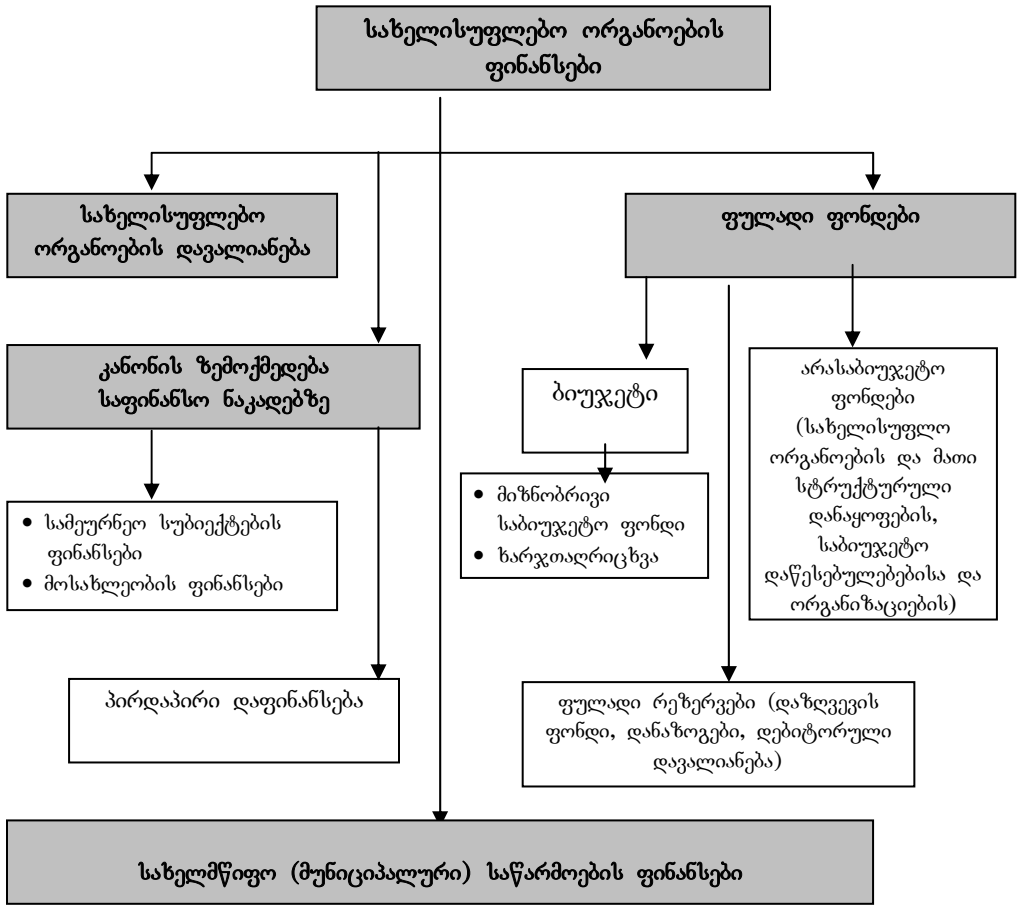 სახელისუფლებო ორგანოების
ფინანსები
სახელისუფლებო
ორგანოების დავალიანება
ფულადი ფონდები
კანონის ზემოქმედება
საფინანსო ნაკადებზე
ბიუჯეტი
არასაბიუჯეტო
ფონდები
(სახელისუფლო
ორგანოების და მათი
სტრუქტურული
დანაყოფების,
საბიუჯეტო
დაწესებულებებისა და
ორგანიზაციების)
• მიზნობრივი
საბიუჯეტო ფონდი
• ხარჯთაღრიცხვა
• სამეურნეო სუბიექტების
ფინანსები
• მოსახლეობის ფინანსები
პირდაპირი დაფინანსება
ფულადი რეზერვები (დაზღვევის
ფონდი, დანაზოგები, დებიტორული
დავალიანება)
სახელმწიფო (მუნიციპალური) საწარმოების ფინანსები